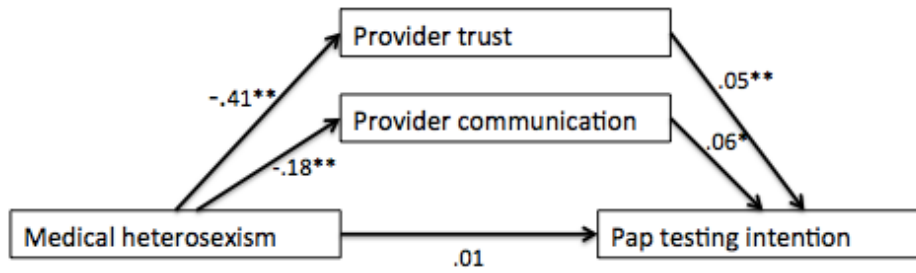 Provider trust
-.41**
.05**
Provider communication
.06*
-.18**
Medical heterosexism
Pap testing intention
.01